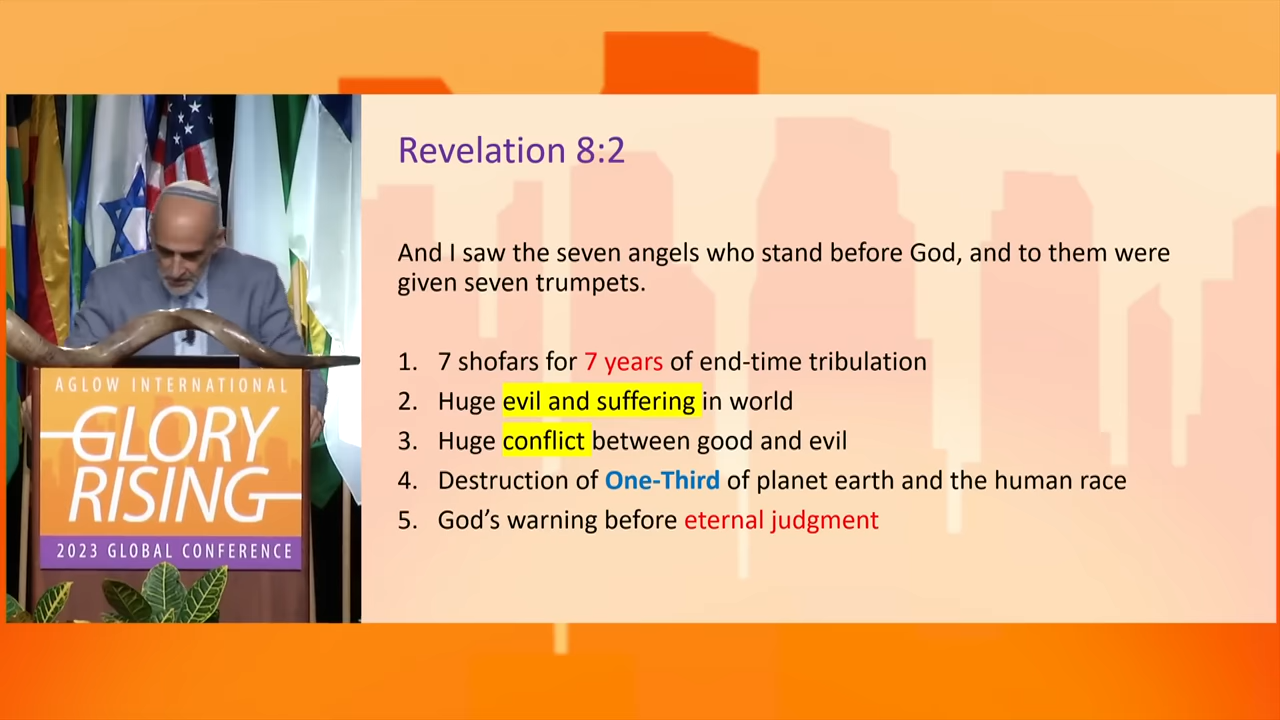 Revelation 8:2
And I saw the seven angels who stand before God, and to them were
given seven trumpets.
1. 7 shofars for 7 years of end-time tribulation
2. Huge evil and suffering in world
3. Huge conflict between good and evil
4. Destruction of One-Third of planet earth and the human race
5. God’s warning before eternal judgment
AGLOW INTERNATIONAL
GLORY
RISING
2023 GLOBAL CONFERENCE